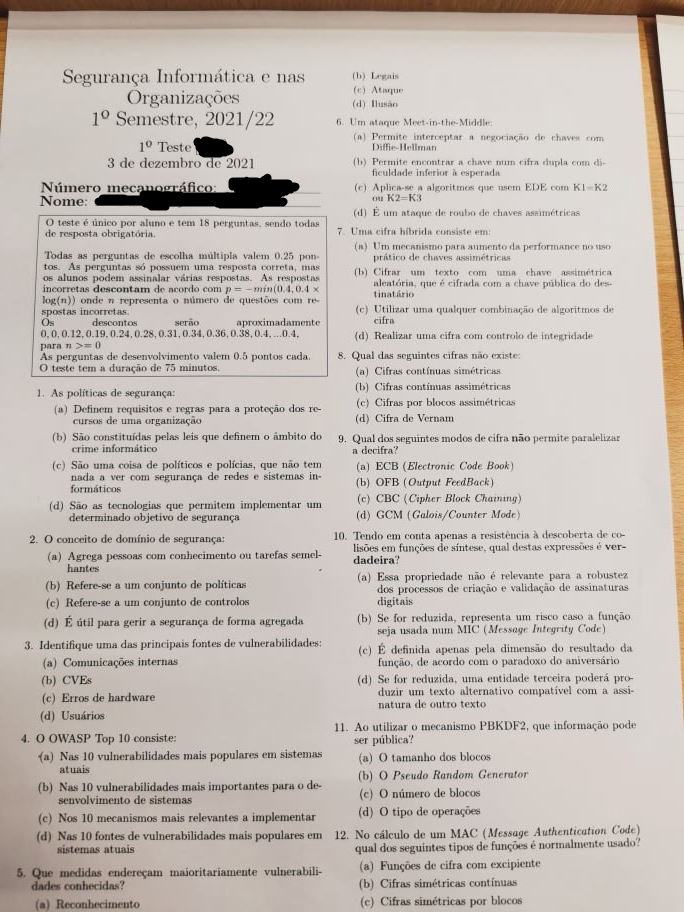 Segurança Informática e nas
Organizações
1º Semestre, 2021/22
1º Teste
3 de dezembro de 2021
Número mecanográfico:
Nome:
O teste é único por aluno e tem 18 perguntas, sendo todas
de resposta obrigatória.
Todas as perguntas de escolha múltipla valem 0.25 pon-
tos. As perguntas só possuem uma resposta correta, mas
os alunos podem assinalar várias respostas. As respostas
incorretas descontam de acordo com p = −min(0.4, 0.4 ×
log(n)) onde n representa o número de questões com re-
spostas incorretas.
Os descontos serão aproximadamente
0, 0, 0.12, 0.19, 0.24, 0.28, 0.31, 0.34, 0.36, 0.38, 0.4, ...0.4,
para n >= 0
As perguntas de desenvolvimento valem 0.5 pontos cada.
O teste tem a duração de 75 minutos.
1. As políticas de segurança:
(a) Definem requisitos e regras para a proteção dos re-
cursos de uma organização
(b) São constituídas pelas leis que definem o âmbito do
crime informático
(c) São uma coisa de políticos e polícias, que não tem
nada a ver com segurança de redes e sistemas in-
formáticos
(d) São as tecnologias que permitem implementar um
determinado objetivo de segurança
2. O conceito de domínio de segurança:
(a) Agrega pessoas com conhecimento ou tarefas semel-
hantes
(b) Refere-se a um conjunto de políticas
(c) Refere-se a um conjunto de controlos
(d) É útil para gerir a segurança de forma agregada
3. Identifique uma das principais fontes de vulnerabilidades:
(a) Comunicações internas
(b) CVEs
(c) Erros de hardware
(d) Usuários
4. O OWASP Top 10 consiste:
(a) Nas 10 vulnerabilidades mais populares em sistemas
atuais
(b) Nas 10 vulnerabilidades mais importantes para o de-
senvolvimento de sistemas
(c) Nos 10 mecanismos mais relevantes a implementar
(d) Nas 10 fontes de vulnerabilidades mais populares em
sistemas atuais
5. Que medidas endereçam maioritariamente vulnerabili-
dades conhecidas?
(a) Reconhecimento
(b) Legais
(c) Ataque
(d) Ilusão
6. Um ataque Meet-in-the-Middle:
(a) Permite interceptar a negociação de chaves com
Diffie-Hellman
(b) Permite encontrar a chave num cifra dupla com di-
ficuldade inferior à esperada
(c) Aplica-se a algoritmos que usem EDE com K1=K2
ou K2=K3
(d) É um ataque de roubo de chaves assimétricas
7. Uma cifra híbrida consiste em:
(a) Um mecanismo para aumento da performance no uso
prático de chaves assimétricas
(b) Cifrar um texto com uma chave assimétrica
aleatória, que é cifrada com a chave pública do des-
tinatário
(c) Utilizar uma qualquer combinação de algoritmos de
cifra
(d) Realizar uma cifra com controlo de integridade
8. Qual das seguintes cifras não existe:
(a) Cifras contínuas simétricas
(b) Cifras contínuas assimétricas
(c) Cifras por blocos assimétricas
(d) Cifra de Vernam
9. Qual dos seguintes modos de cifra não permite paralelizar
a decifra?
(a) ECB (Electronic Code Book)
(b) OFB (Output FeedBack)
(c) CBC (Cipher Block Chaining)
(d) GCM (Galois/Counter Mode)
10. Tendo em conta apenas a resistência à descoberta de co-
lisões em funções de síntese, qual destas expressões é ver-
dadeira?
(a) Essa propriedade não é relevante para a robustez
dos processos de criação e validação de assinaturas
digitais
(b) Se for reduzida, representa um risco caso a função
seja usada num MIC (Message Integrity Code)
(c) É definida apenas pela dimensão do resultado da
função, de acordo com o paradoxo do aniversário
(d) Se for reduzida, uma entidade terceira poderá pro-
duzir um texto alternativo compatível com a assi-
natura de outro texto
11. Ao utilizar o mecanismo PBKDF2, que informação pode
ser pública?
(a) O tamanho dos blocos
(b) O Pseudo Random Generator
(c) O número de blocos
(d) O tipo de operações
12. No cálculo de um MAC (Message Authentication Code)
qual dos seguintes tipos de funções é normalmente usado?
(a) Funções de cifra com excipiente
(b) Cifras simétricas contínuas
(c) Cifras simétricas por blocos